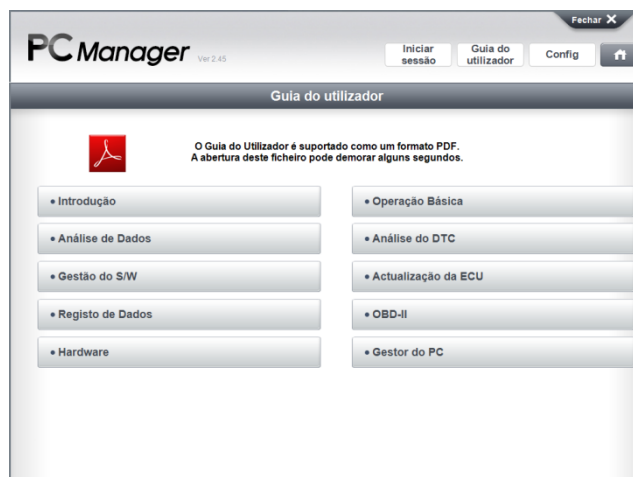 Fechar X
PC Manager Ver 2.45
Iniciar sessão
Guia do utilizador
Config
Guia do utilizador
O Guia do Utilizador é suportado como um formato PDF.
A abertura deste ficheiro pode demorar alguns segundos.
• Introdução
• Operação Básica
• Análise de Dados
• Análise do DTC
• Gestão do S/W
• Actualização da ECU
• Registo de Dados
• OBD-II
• Hardware
• Gestor do PC